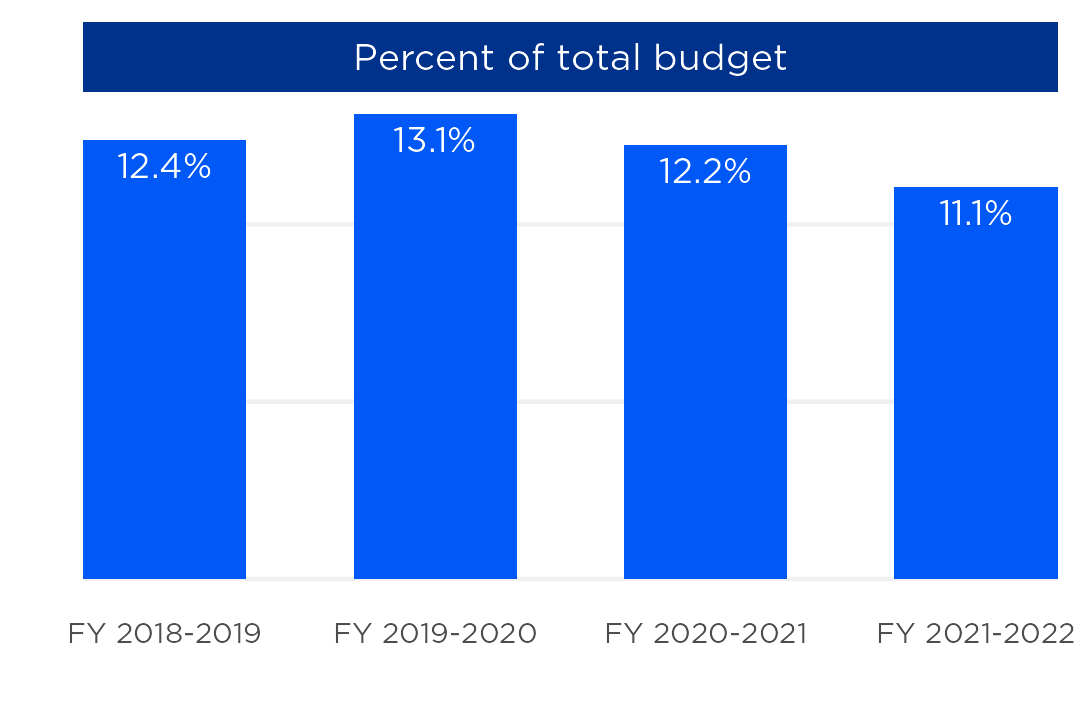 Percent of total budget
12.4%
13.1%
12.2%
11.1%
FY 2018-2019
FY 2019-2020
FY 2020-2021
FY 2021-2022